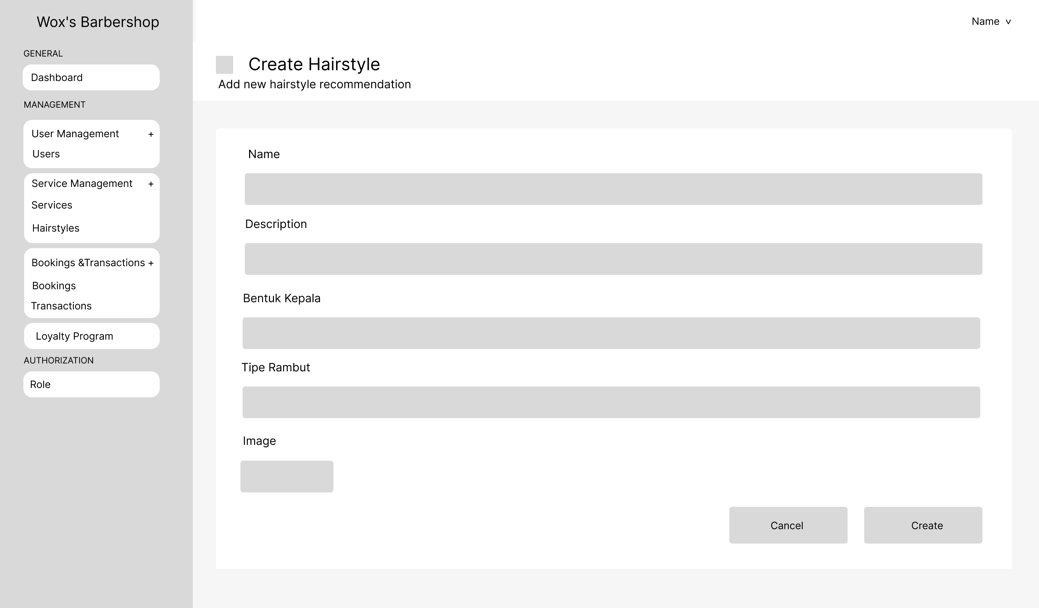 Wox's Barbershop
GENERAL
Dashboard
MANAGEMENT
User Management +
Users
Service Management +
Services
Hairstyles
Bookings &Transactions +
Bookings
Transactions
Loyalty Program
AUTHORIZATION
Role
Name v
Create Hairstyle
Add new hairstyle recommendation
Name
Description
Bentuk Kepala
Tipe Rambut
Image
Cancel
Create